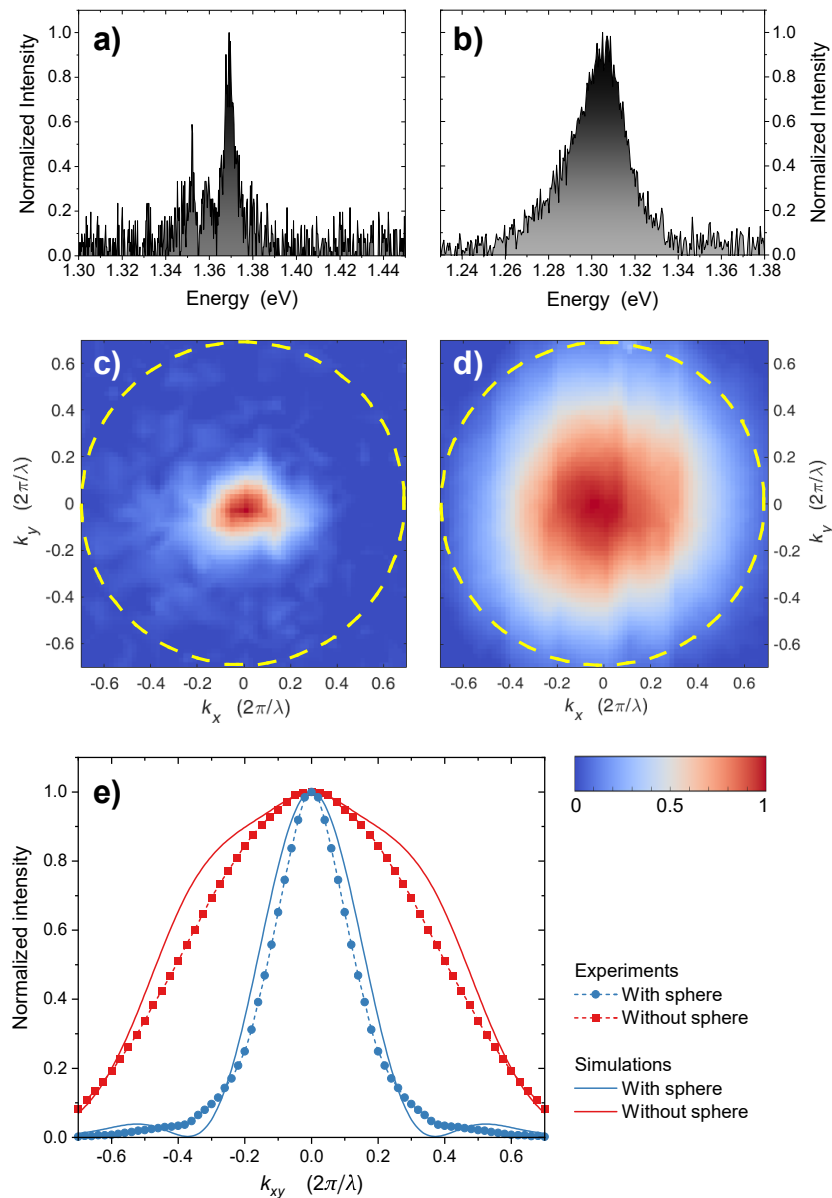 a)
Normalized Intensity
1.0
0.8
0.6
0.4
0.2
0.0
1.30 1.32 1.34 1.36 1.38 1.40 1.42 1.44
Energy (eV)
b)
Normalized Intensity
1.0
0.8
0.6
0.4
0.2
0.0
1.24 1.26 1.28 1.30 1.32 1.34 1.36 1.38
Energy (eV)
c)
k_y (2π/λ)
0.6
0.4
0.2
0
-0.2
-0.4
-0.6
-0.6 -0.4 -0.2 0 0.2 0.4 0.6
k_x (2π/λ)
d)
k_y (2π/λ)
0.6
0.4
0.2
0
-0.2
-0.4
-0.6
-0.6 -0.4 -0.2 0 0.2 0.4 0.6
k_x (2π/λ)
e)
Normalized intensity
1.0
0.8
0.6
0.4
0.2
0.0
-0.6 -0.4 -0.2 0.0 0.2 0.4 0.6
k_xy (2π/λ)
0 0.5 1
Experiments
With sphere
Without sphere
Simulations
With sphere
Without sphere